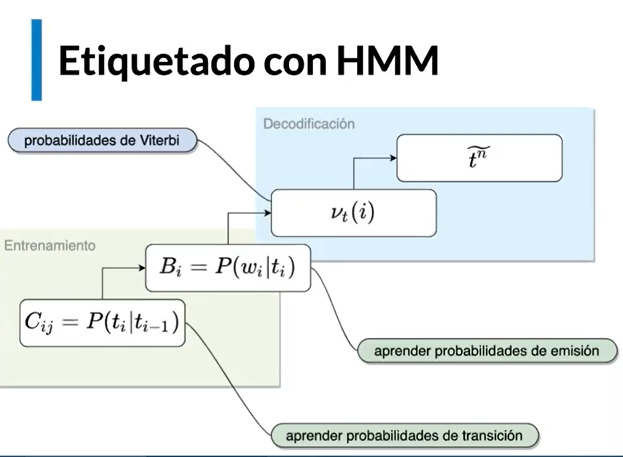 Etiquetado con HMM
Decodificación
probabilidades de Viterbi
$\widetilde{t^n}$
$\nu_t(i)$
Entrenamiento
$B_i = P(w_i|t_i)$
$C_{ij} = P(t_i|t_{i-1})$
aprender probabilidades de emisión
aprender probabilidades de transición